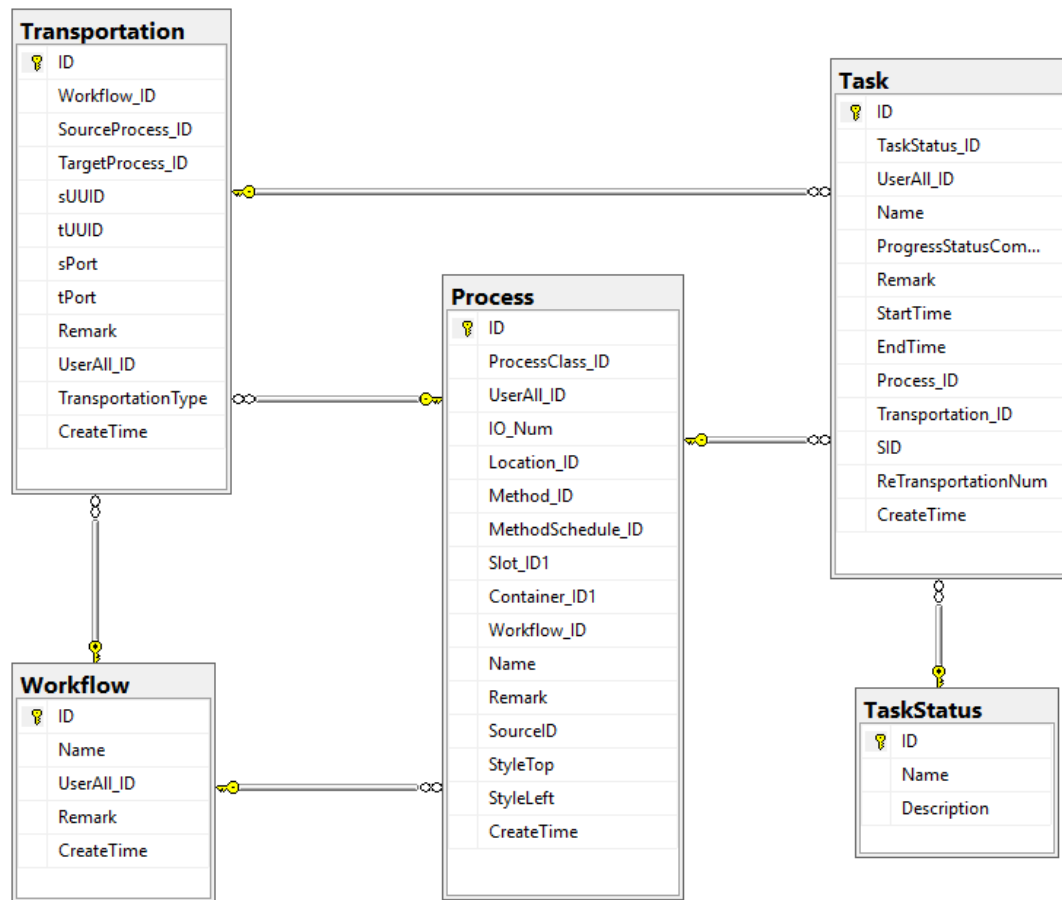 Transportation
ID
Workflow_ID
SourceProcess_ID
TargetProcess_ID
sUUID
tUUID
sPort
tPort
Remark
UserAll_ID
TransportationType
CreateTime
Task
ID
TaskStatus_ID
UserAll_ID
Name
ProgressStatusCom...
Remark
StartTime
EndTime
Process_ID
Transportation_ID
SID
ReTransportationNum
CreateTime
Process
ID
ProcessClass_ID
UserAll_ID
IO_Num
Location_ID
Method_ID
MethodSchedule_ID
Slot_ID1
Container_ID1
Workflow_ID
Name
Remark
SourceID
StyleTop
StyleLeft
CreateTime
Workflow
ID
Name
UserAll_ID
Remark
CreateTime
TaskStatus
ID
Name
Description